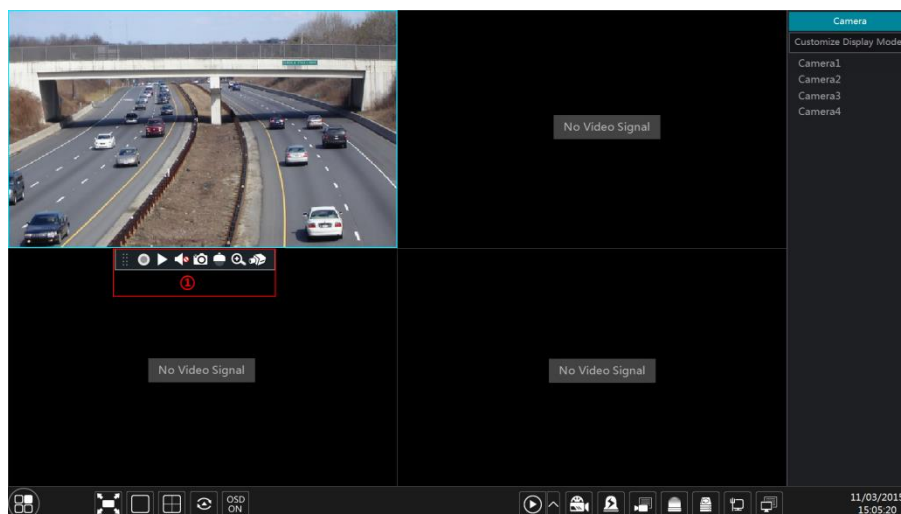 Camera
Customize Display Mode
Camera1
Camera2
Camera3
Camera4
No Video Signal
①
No Video Signal
No Video Signal
OSD
ON
11/03/2015
15:05:20